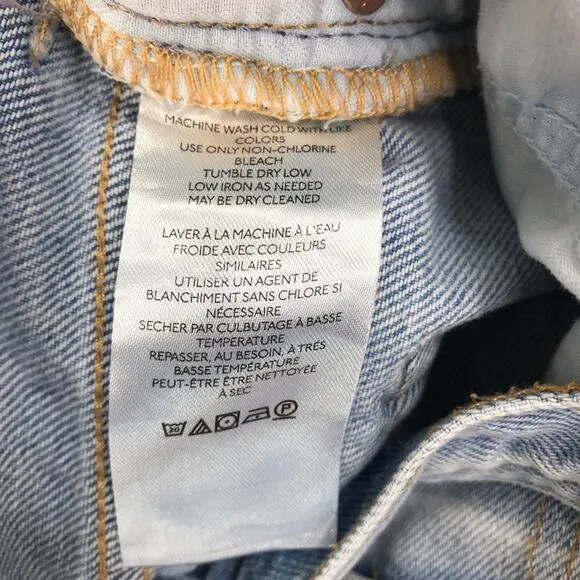 MACHINE WASH COLD WITH LIKE
COLORS
USE ONLY NON-CHLORINE
BLEACH
TUMBLE DRY LOW
LOW IRON AS NEEDED
MAY BE DRY CLEANED
LAVER À LA MACHINE À L'EAU
FROIDE AVEC COULEURS
SIMILAIRES
UTILISER UN AGENT DE
BLANCHIMENT SANS CHLORE SI
NÉCESSAIRE
SECHER PAR CULBUTAGE À BASSE
TEMPERATURE
REPASSER, AU BESOIN, À TRÉS
BASSE TEMPÉRATURE
PEUT-ÊTRE ÊTRE NETTOYÉE
À SEC
30 P